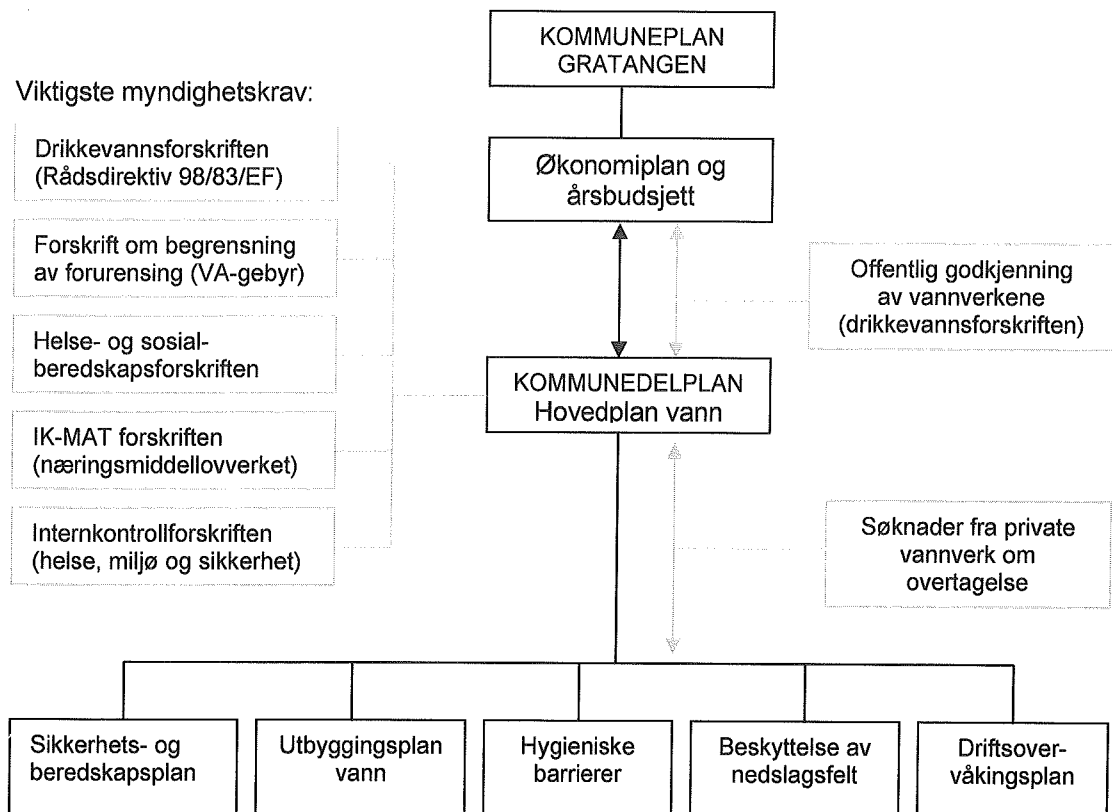 KOMMUNEPLAN
GRATANGEN
Viktigste myndighetskrav:
Drikkevannsforskriften
(Rådsdirektiv 98/83/EF)
Økonomiplan og
årsbudsjett
Forskrift om begrensning
av forurensing (VA-gebyr)
Offentlig godkjenning
av vannverkene
(drikkevannsforskriften)
Helse- og sosial-
beredskapsforskriften
KOMMUNEDELPLAN
Hovedplan vann
IK-MAT forskriften
(næringsmiddellovverket)
Internkontrollforskriften
(helse, miljø og sikkerhet)
Søknader fra private
vannverk om
overtagelse
Sikkerhets- og
beredskapsplan
Utbyggingsplan
vann
Hygieniske
barrierer
Beskyttelse av
nedslagsfelt
Driftsover-
våkingsplan